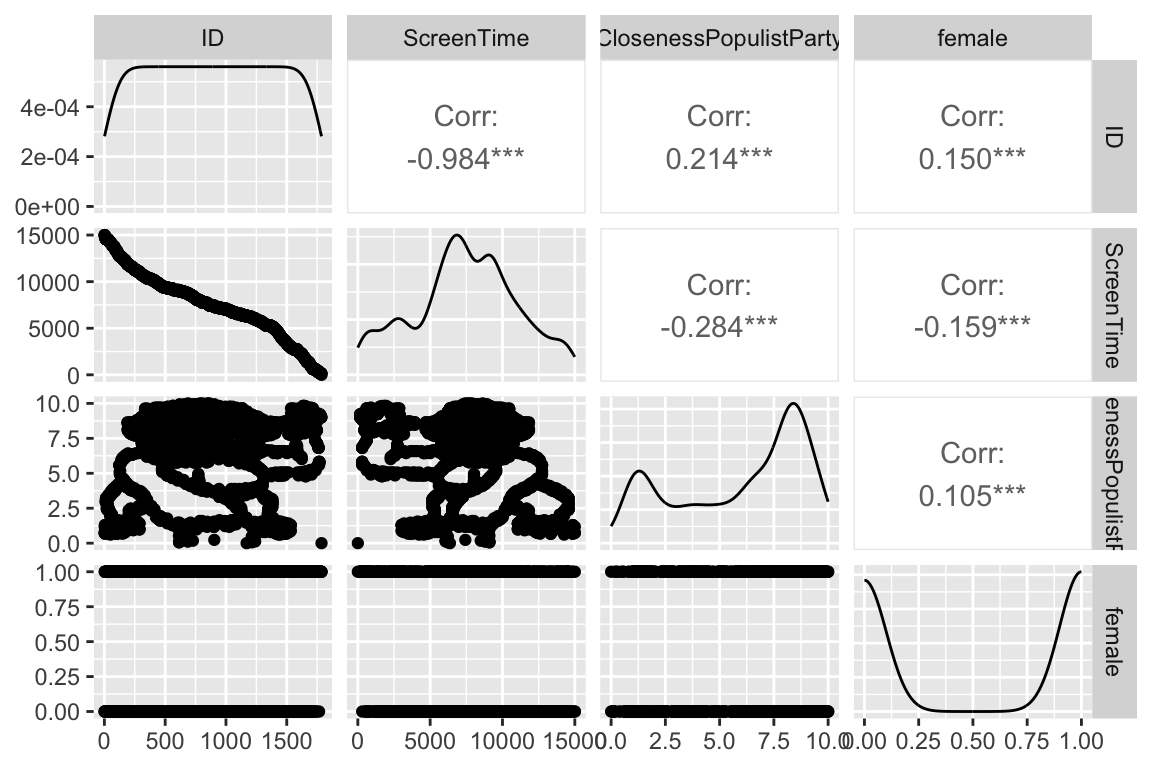 ID ScreenTime ClosenessPopulistParty female
4e-04
2e-04
0e+00
Corr:
-0.984***
Corr:
0.214***
Corr:
0.150***
ID
15000
10000
5000
0
Corr:
-0.284***
Corr:
-0.159***
ScreenTime
10.0
7.5
5.0
2.5
0.0
Corr:
0.105***
enessPopulistF
1.00
0.75
0.50
0.25
0.00
female
0 500 1000 1500
0 5000 10000 15000
0.0 2.5 5.0 7.5 10.0
0.00 0.25 0.50 0.75 1.00